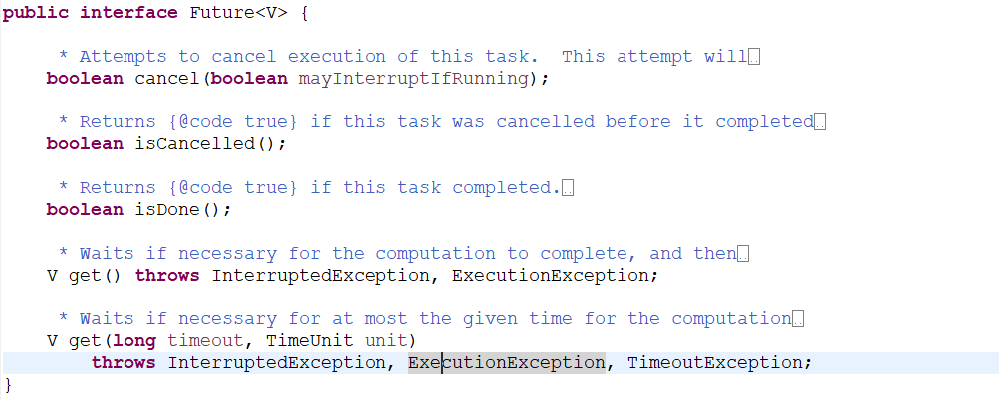 public interface Future<V> {
* Attempts to cancel execution of this task.  This attempt will..
boolean cancel(boolean mayInterruptIfRunning);
* Returns {@code true} if this task was cancelled before it completed..
boolean isCancelled();
* Returns {@code true} if this task completed...
boolean isDone();
* Waits if necessary for the computation to complete, and then..
V get() throws InterruptedException, ExecutionException;
* Waits if necessary for at most the given time for the computation..
V get(long timeout, TimeUnit unit)
throws InterruptedException, ExecutionException, TimeoutException;
}